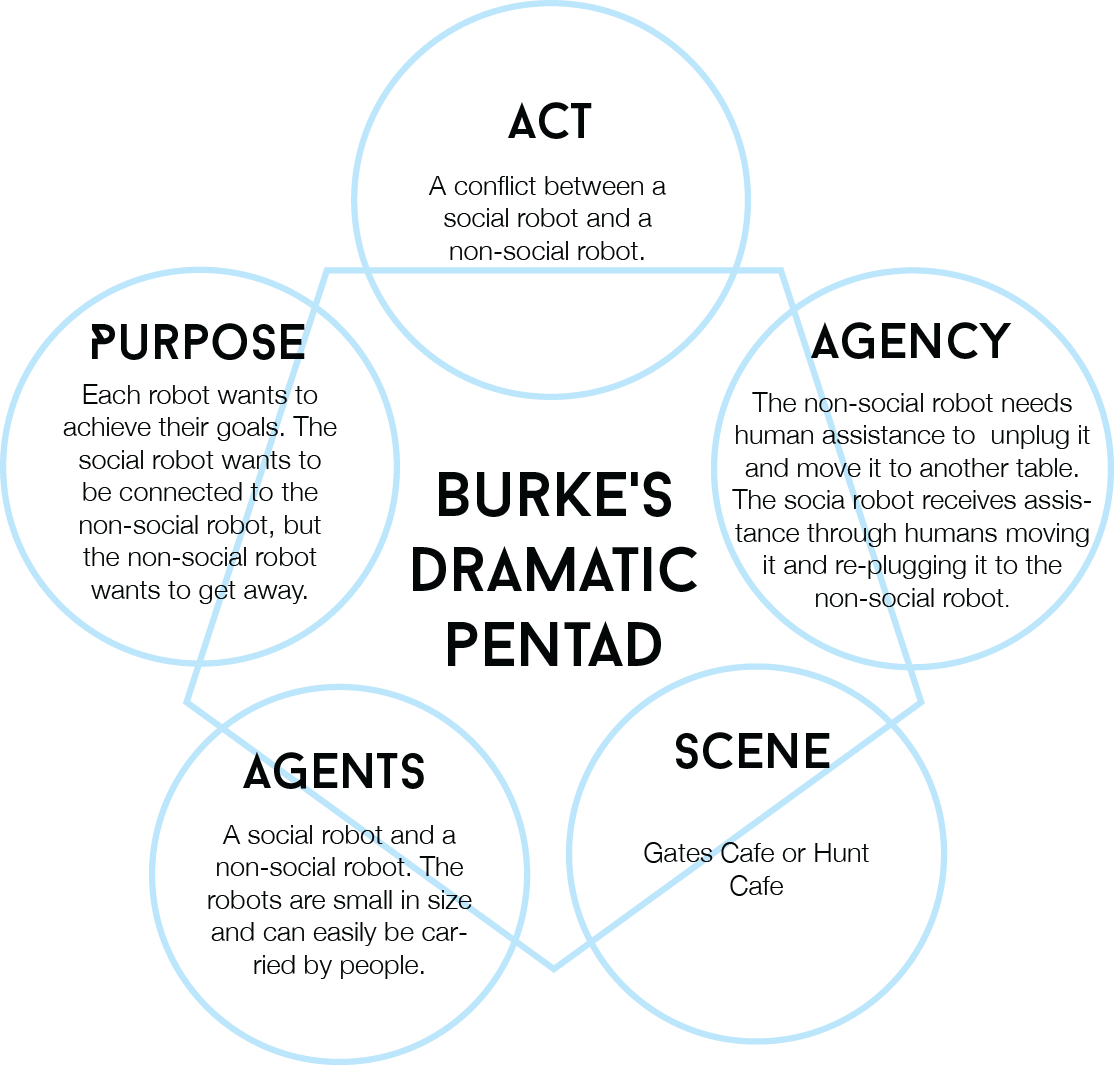 ACT
A conflict between a
social robot and a
non-social robot.
PURPOSE
Each robot wants to
achieve their goals. The
social robot wants to
be connected to the
non-social robot, but
the non-social robot
wants to get away.
AGENCY
The non-social robot needs
human assistance to  unplug it
and move it to another table.
The socia robot receives assis-
tance through humans moving
it and re-plugging it to the
non-social robot.
BURKE'S
DRAMATIC
PENTAD
AGENTS
A social robot and a
non-social robot. The
robots are small in size
and can easily be car-
ried by people.
SCENE
Gates Cafe or Hunt
Cafe